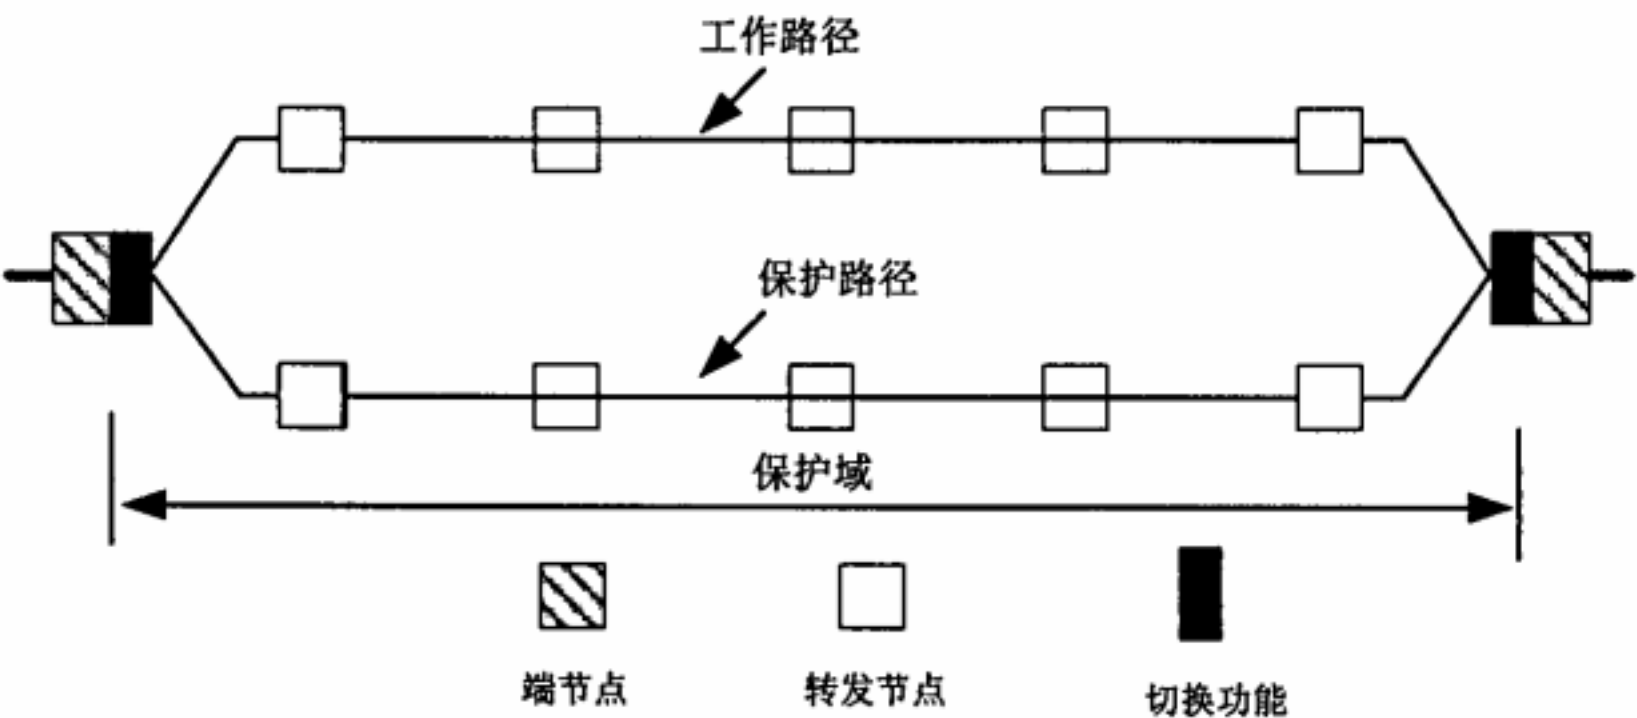 工作路径
保护路径
保护域
端节点
转发节点
切换功能